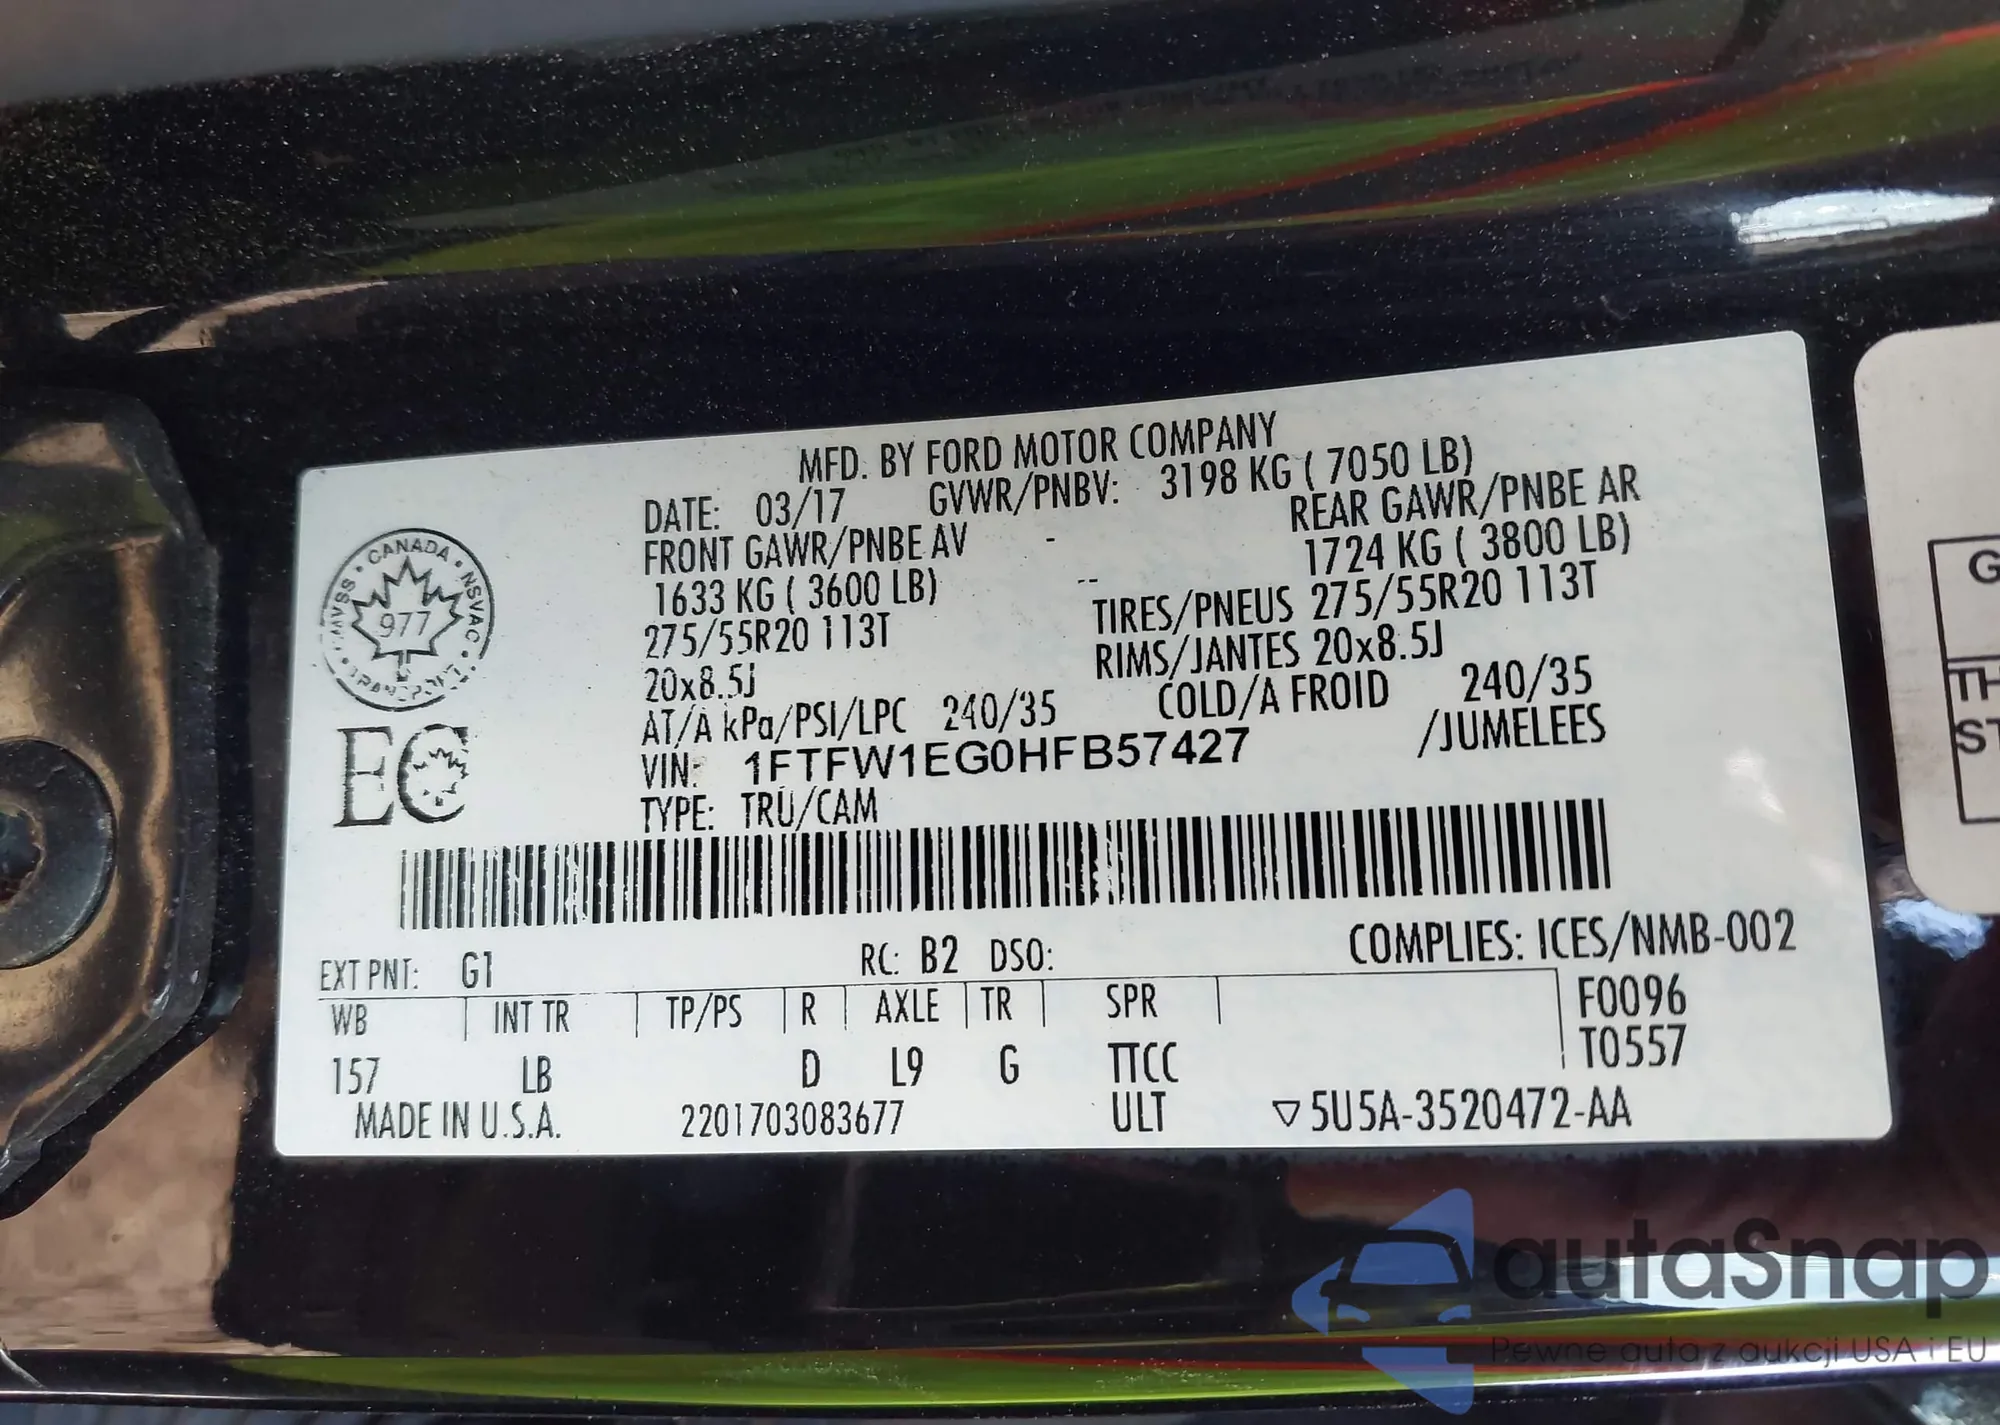 MFD. BY FORD MOTOR COMPANY
DATE: 03/17 GVWR/PNBV: 3198 KG ( 7050 LB)
FRONT GAWR/PNBE AV - REAR GAWR/PNBE AR
1633 KG ( 3600 LB) -- 1724 KG ( 3800 LB)
275/55R20 113T TIRES/PNEUS 275/55R20 113T
20x8.5J RIMS/JANTES 20x8.5J
AT/A kPa/PSI/LPC 240/35 COLD/A FROID 240/35
VIN: 1FTFW1EG0HFB57427 /JUMELEES
TYPE: TRU/CAM
CANADA · NSVAC ·
977
EC
EXT PNT: G1 RC: B2 DSO: COMPLIES: ICES/NMB-002
WB INT TR TP/PS R AXLE TR SPR F0096
T0557
157 LB D L9 G TTCC
MADE IN U.S.A. 2201703083677 ULT ▽5U5A-3520472-AA
G
TH
ST
autaSnap
Pewne auta z aukcji USA i EU